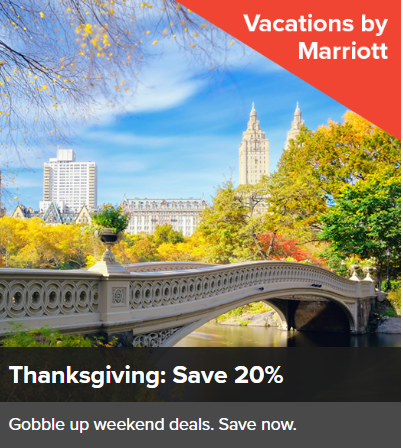 Vacations by
Marriott
Thanksgiving: Save 20%
Gobble up weekend deals. Save now.